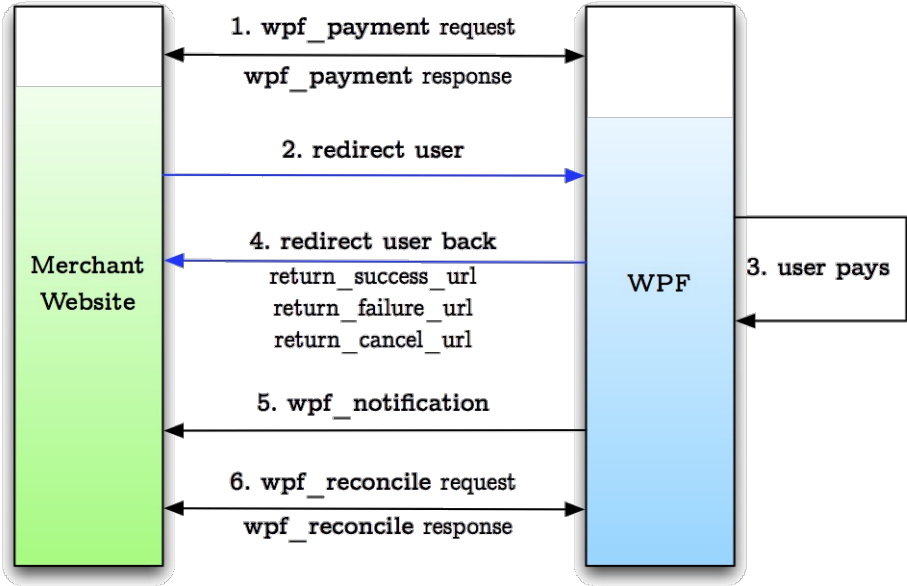 1. wpf_payment request
wpf_payment response
2. redirect user
4. redirect user back
return_success_url
return_failure_url
return_cancel_url
Merchant
Website
WPF
3. user pays
5. wpf_notification
6. wpf_reconcile request
wpf_reconcile response